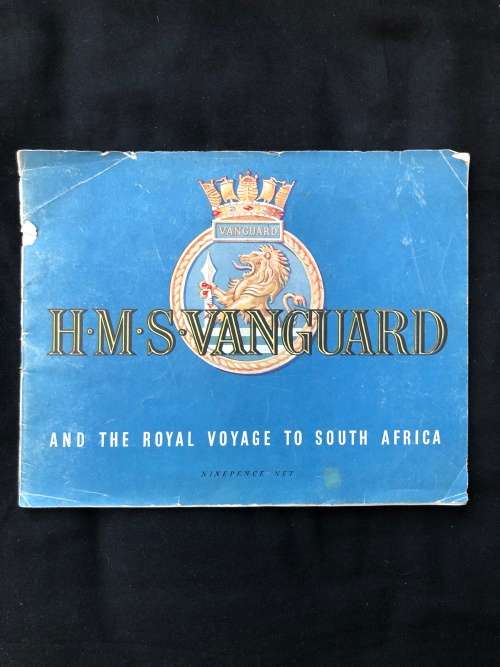 VANGUARD
H·M·S·VANGUARD
AND THE ROYAL VOYAGE TO SOUTH AFRICA
NINEPENCE NET